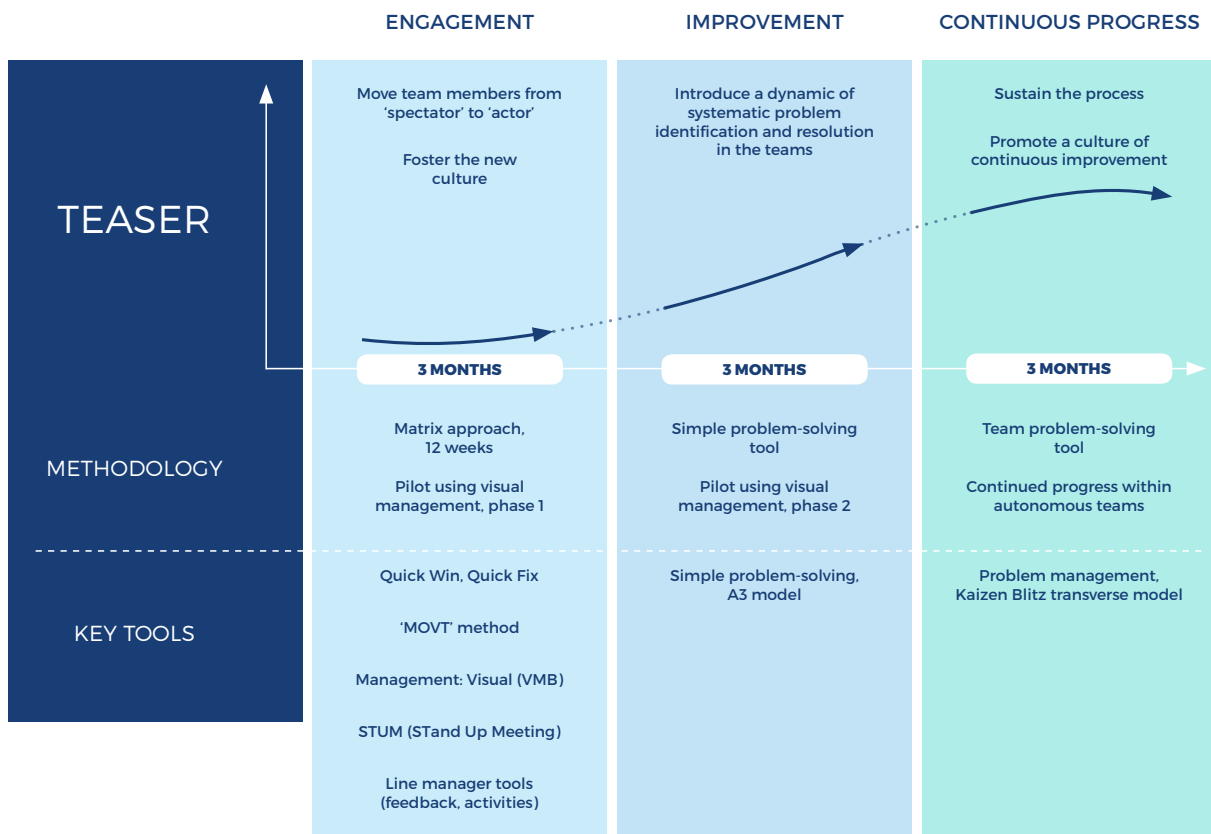 ENGAGEMENT
IMPROVEMENT
CONTINUOUS PROGRESS
TEASER
Move team members from
‘spectator’ to ‘actor’
Foster the new
culture
Introduce a dynamic of
systematic problem
identification and resolution
in the teams
Sustain the process
Promote a culture of
continuous improvement
3 MONTHS
3 MONTHS
3 MONTHS
METHODOLOGY
Matrix approach,
12 weeks
Pilot using visual
management, phase 1
Simple problem-solving
tool
Pilot using visual
management, phase 2
Team problem-solving
tool
Continued progress within
autonomous teams
KEY TOOLS
Quick Win, Quick Fix
‘MOVT’ method
Management: Visual (VMB)
STUM (STand Up Meeting)
Line manager tools
(feedback, activities)
Simple problem-solving,
A3 model
Problem management,
Kaizen Blitz transverse model